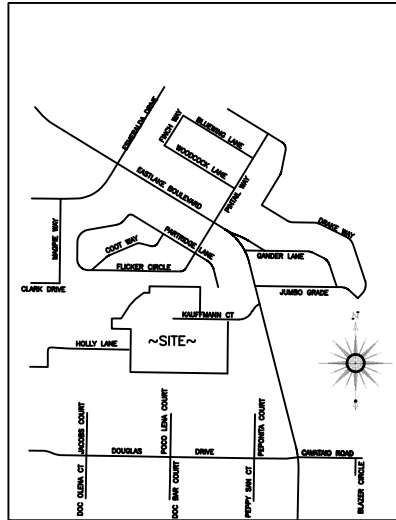 ESMERALDA DRIVE
FINCH WAY
BLUEWING LANE
WOODCOCK LANE
EASTLAKE BOULEVARD
PINTAIL WAY
DRAKE WAY
MAGPIE WAY
COOT WAY
PARTRIDGE LANE
GANDER LANE
FLICKER CIRCLE
CLARK DRIVE
JUMBO GRADE
KAUFFMANN CT
N
HOLLY LANE
~SITE~
JACOBS COURT
POCO LENA COURT
PEPONITA COURT
DOUGLAS DRIVE
CAVATAIO ROAD
DOC OLENA CT
DOC BAR COURT
PEPPY SAN CT
BLAZER CIRCLE